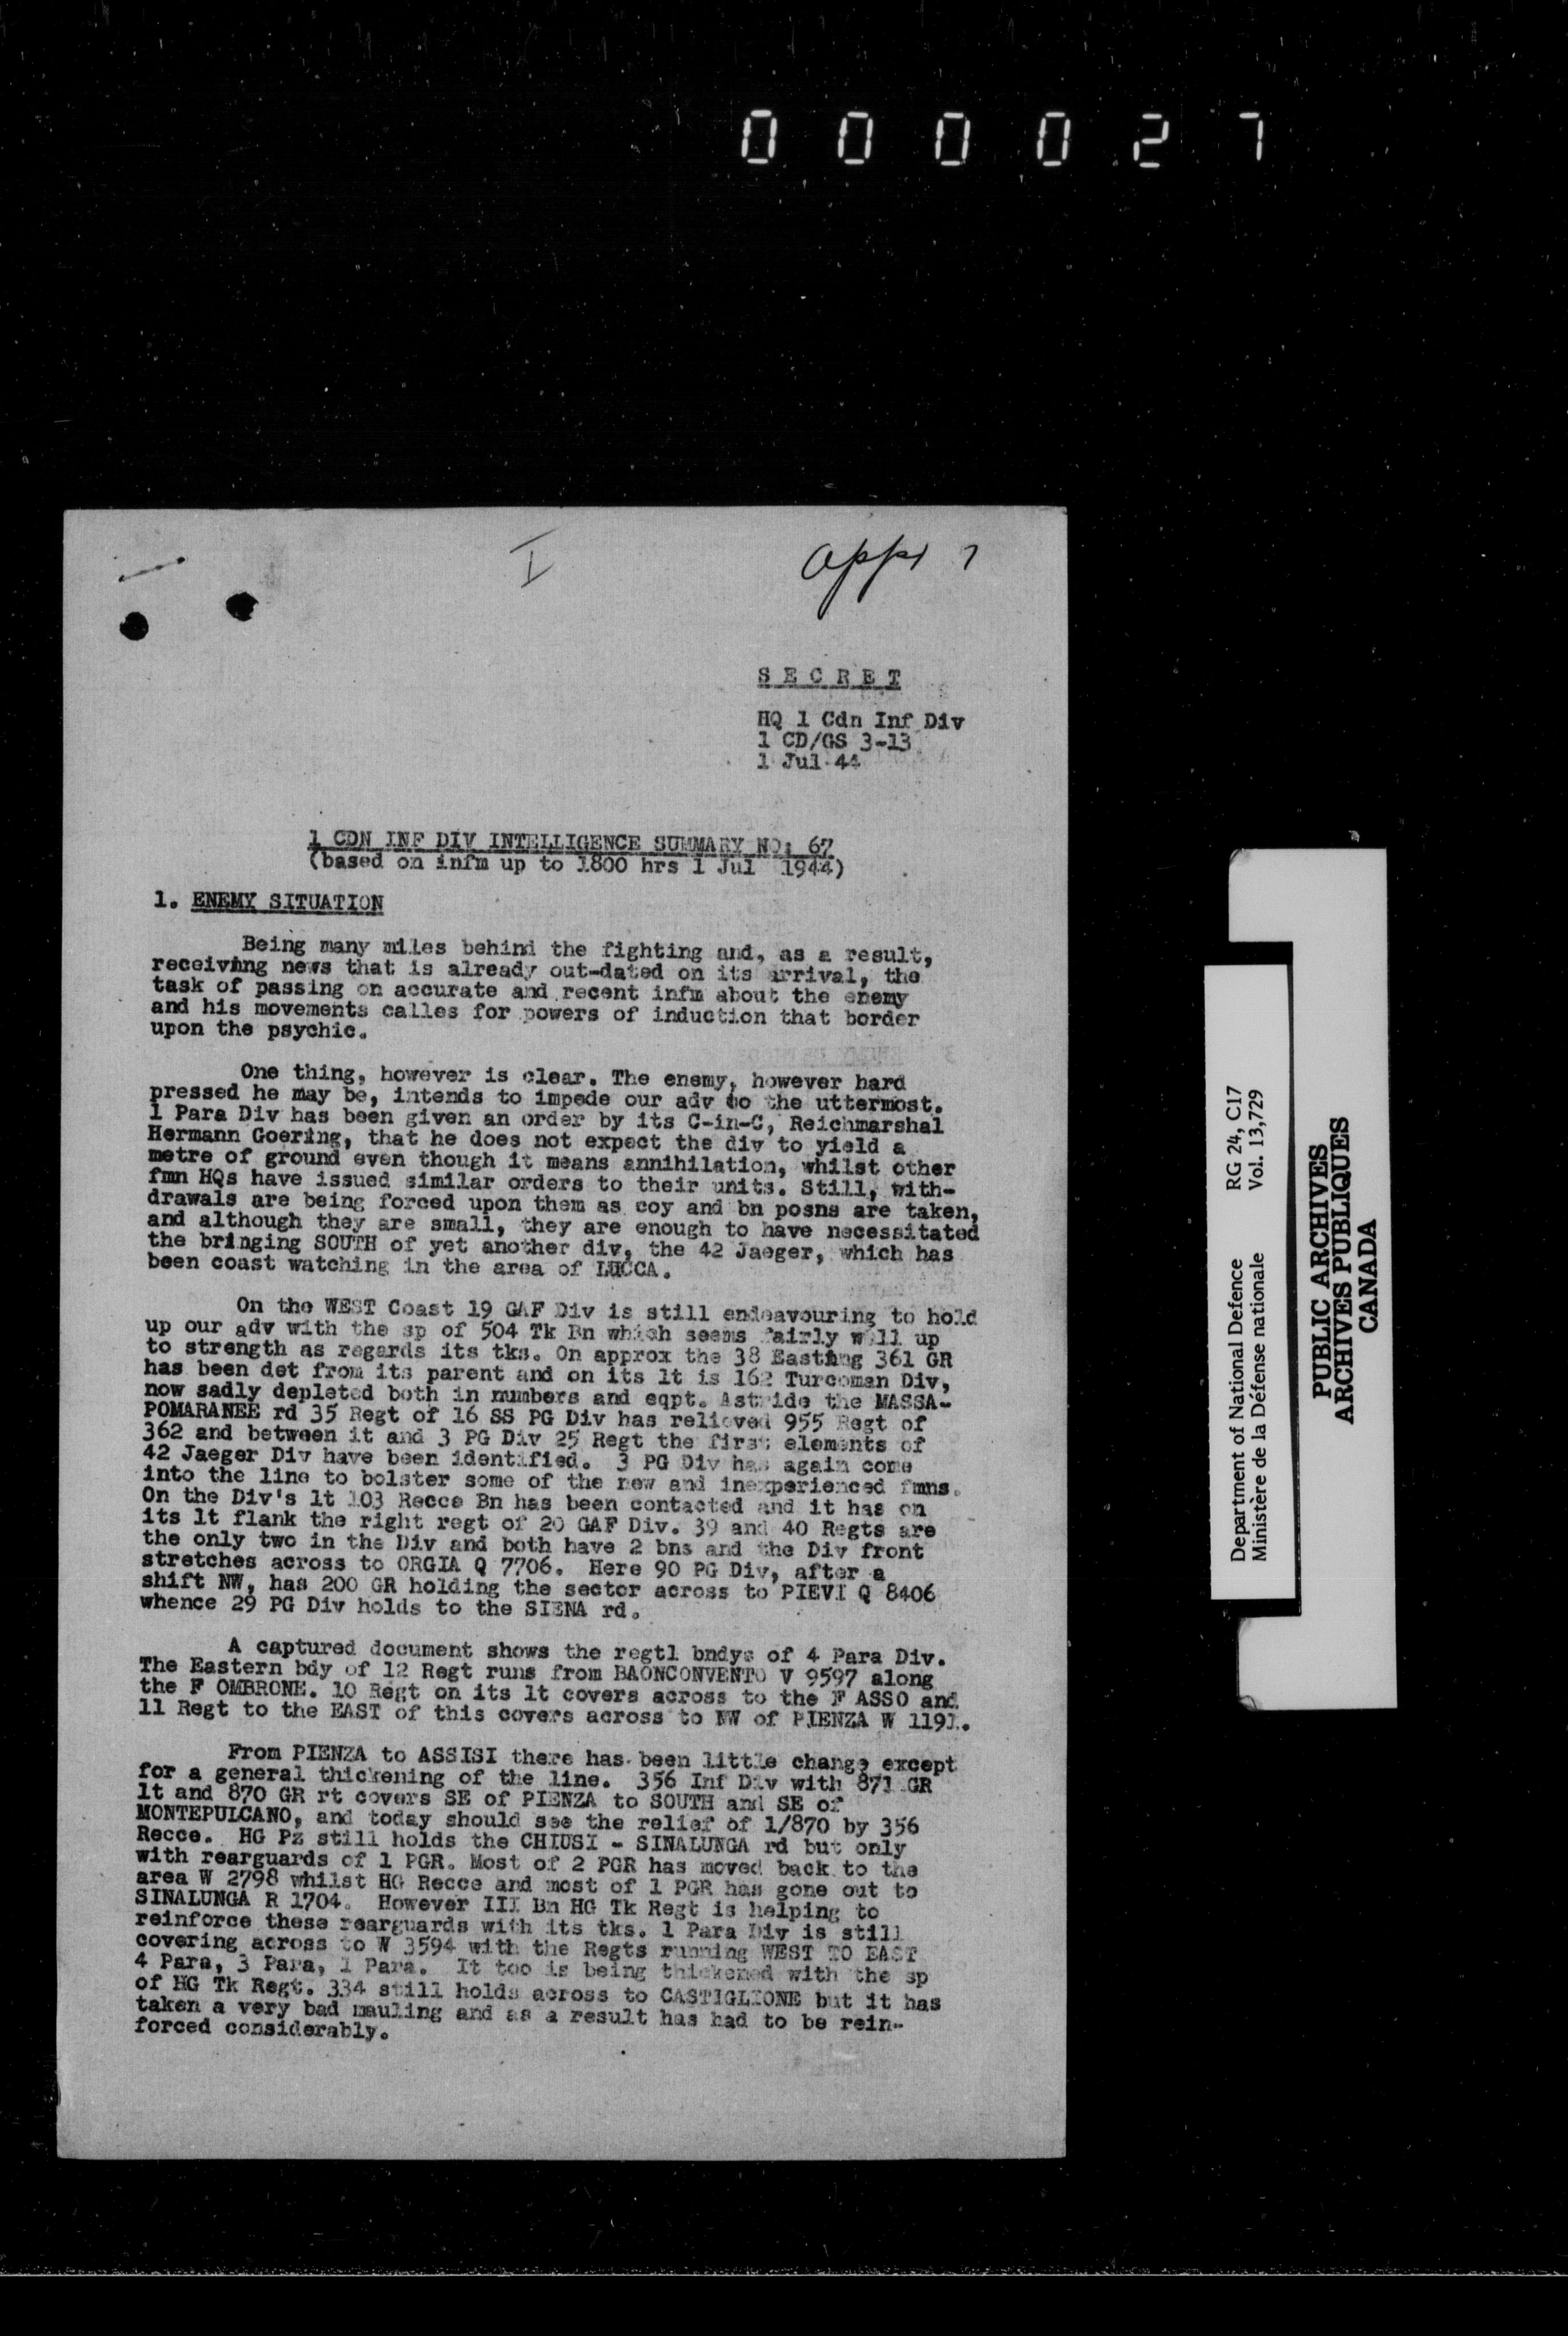 0 0 0 0 2 7
I
appx 7
S E C R E T
HQ 1 Cdn Inf Div
1 CD/GS 3-13
1 Jul 44
1 CDN INF DIV INTELLIGENCE SUMMARY NO: 67
(based on infm up to 1800 hrs 1 Jul 1944)
1. ENEMY SITUATION
Being many miles behind the fighting and, as a result,
receiving news that is already out-dated on its arrival, the
task of passing on accurate and recent infm about the enemy
and his movements calles for powers of induction that border
upon the psychic.
One thing, however is clear. The enemy, however hard
pressed he may be, intends to impede our adv to the uttermost.
1 Para Div has been given an order by its C-in-C, Reichmarshal
Hermann Goering, that he does not expect the div to yield a
metre of ground even though it means annihilation, whilst other
fmn HQs have issued similar orders to their units. Still, with-
drawals are being forced upon them as coy and bn posns are taken,
and although they are small, they are enough to have necessitated
the bringing SOUTH of yet another div, the 42 Jaeger, which has
been coast watching in the area of LUCCA.
On the WEST Coast 19 GAF Div is still endeavouring to hold
up our adv with the sp of 504 Tk Bn which seems fairly well up
to strength as regards its tks. On approx the 38 Easting 361 GR
has been det from its parent and on its lt is 162 Turcoman Div,
now sadly depleted both in numbers and eqpt. Astride the MASSA-
POMARANEE rd 35 Regt of 16 SS PG Div has relieved 955 Regt of
362 and between it and 3 PG Div 25 Regt the first elements of
42 Jaeger Div have been identified. 3 PG Div has again come
into the line to bolster some of the new and inexperienced fmns.
On the Div's lt 103 Recce Bn has been contacted and it has on
its lt flank the right regt of 20 GAF Div. 39 and 40 Regts are
the only two in the Div and both have 2 bns and the Div front
stretches across to ORGIA Q 7706. Here 90 PG Div, after a
shift NW, has 200 GR holding the sector across to PIEVI Q 8406
whence 29 PG Div holds to the SIENA rd.
A captured document shows the regtl bndys of 4 Para Div.
The Eastern bdy of 12 Regt runs from BAONCONVENTO V 9597 along
the F OMBRONE. 10 Regt on its lt covers across to the F ASSO and
11 Regt to the EAST of this covers across to NW of PIENZA W 1191.
From PIENZA to ASSISI there has been little change except
for a general thickening of the line. 356 Inf Div with 871 GR
lt and 870 GR rt covers SE of PIENZA to SOUTH and SE of
MONTEPULCANO, and today should see the relief of 1/870 by 356
Recce. HG Pz still holds the CHIUSI - SINALUNGA rd but only
with rearguards of 1 PGR. Most of 2 PGR has moved back to the
area W 2798 whilst HG Recce and most of 1 PGR has gone out to
SINALUNGA R 1704. However III Bn HG Tk Regt is helping to
reinforce these rearguards with its tks. 1 Para Div is still
covering across to W 3594 with the Regts running WEST TO EAST
4 Para, 3 Para, 1 Para. It too is being thickened with the sp
of HG Tk Regt. 334 still holds across to CASTIGLIONE but it has
taken a very bad mauling and as a result has had to be rein-
forced considerably.
Department of National Defence RG 24, C17
Ministère de la Défense nationale Vol. 13,729
PUBLIC ARCHIVES
ARCHIVES PUBLIQUES
CANADA